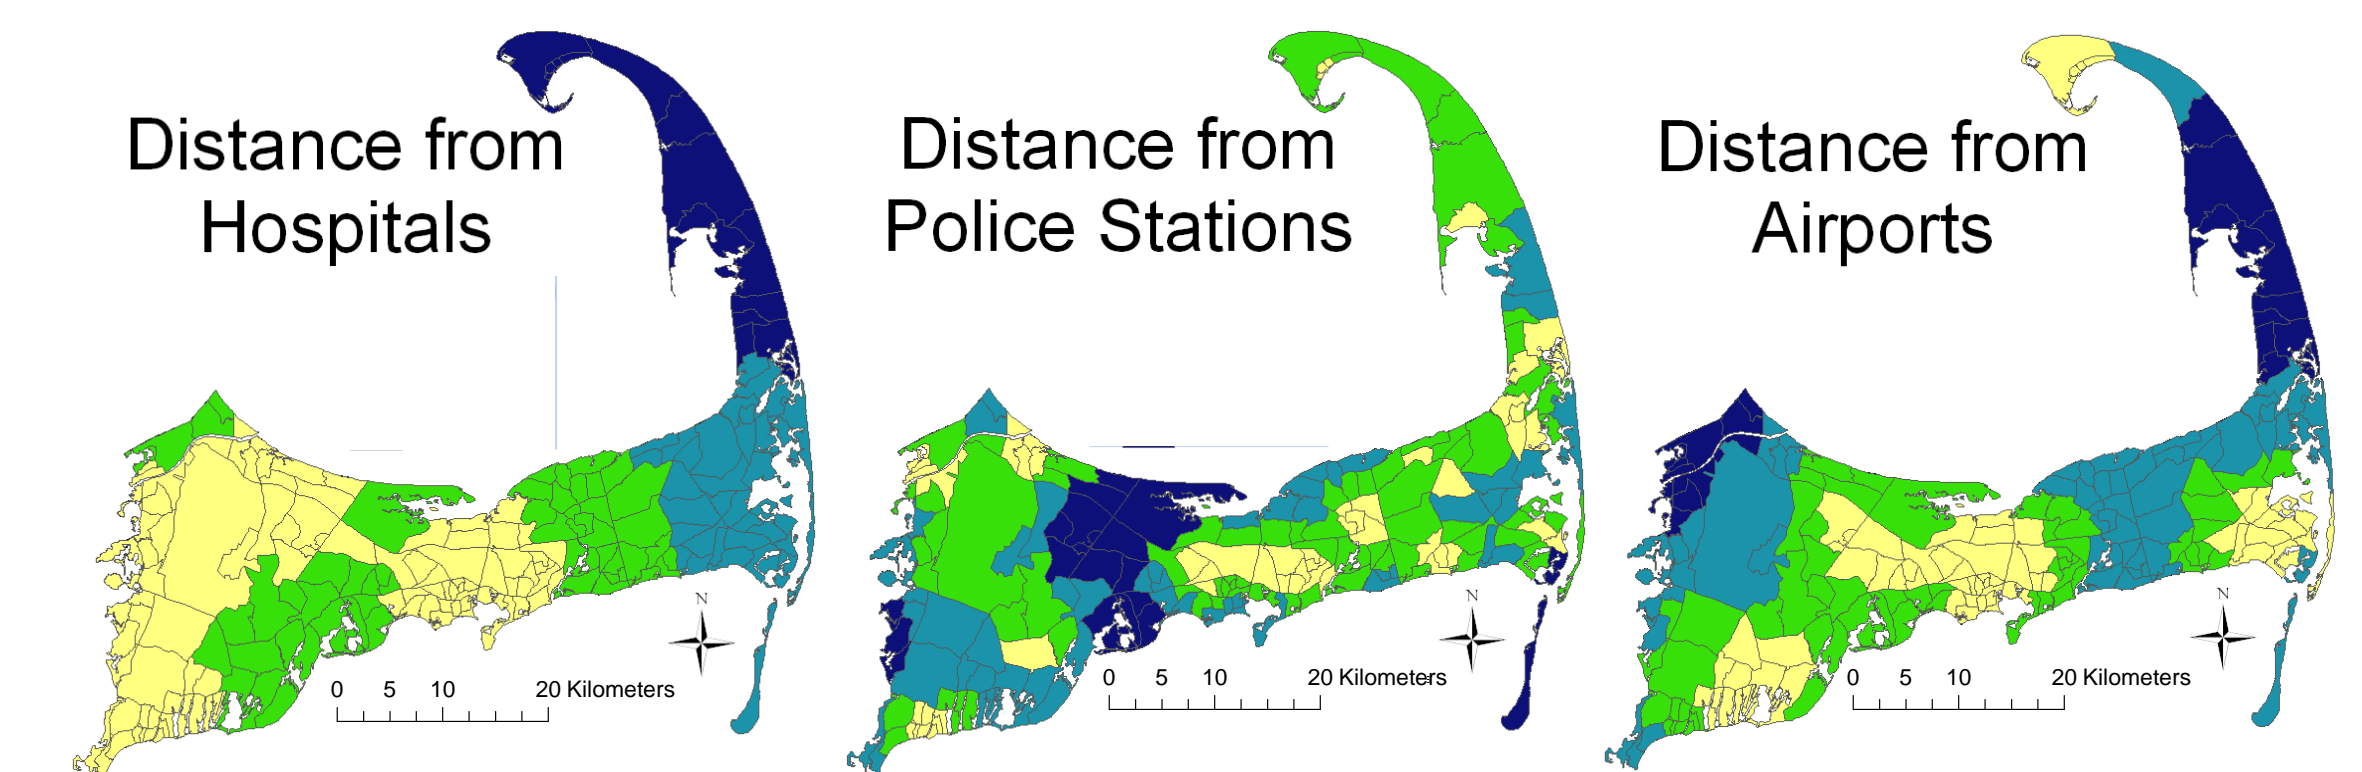 Distance from
Hospitals
N
0 5 10 20 Kilometers
Distance from
Police Stations
N
0 5 10 20 Kilometers
Distance from
Airports
N
0 5 10 20 Kilometers